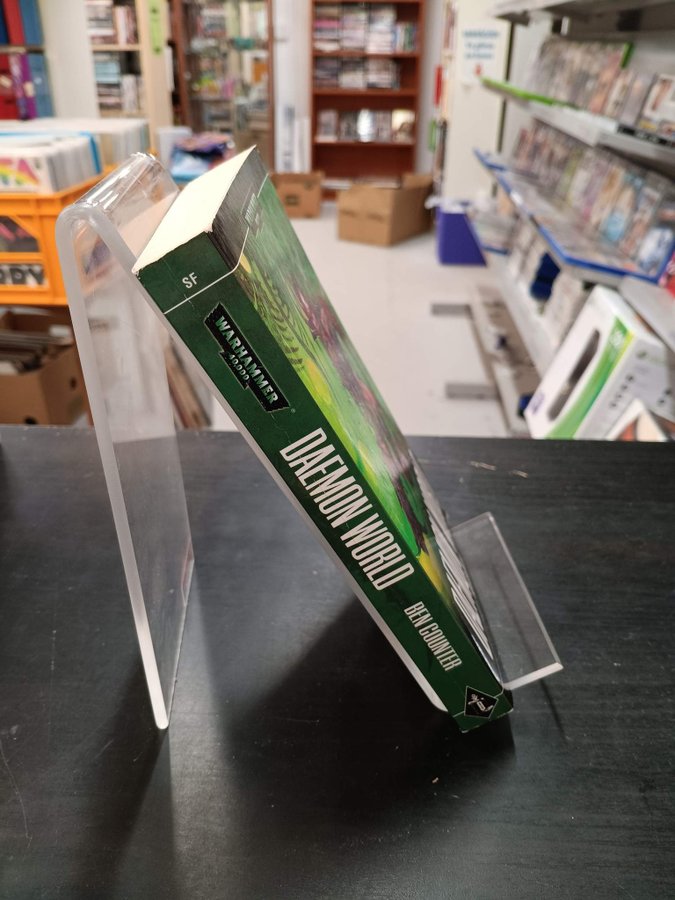 SF
WARHAMMER
40,000
DAEMON WORLD
BEN COUNTER